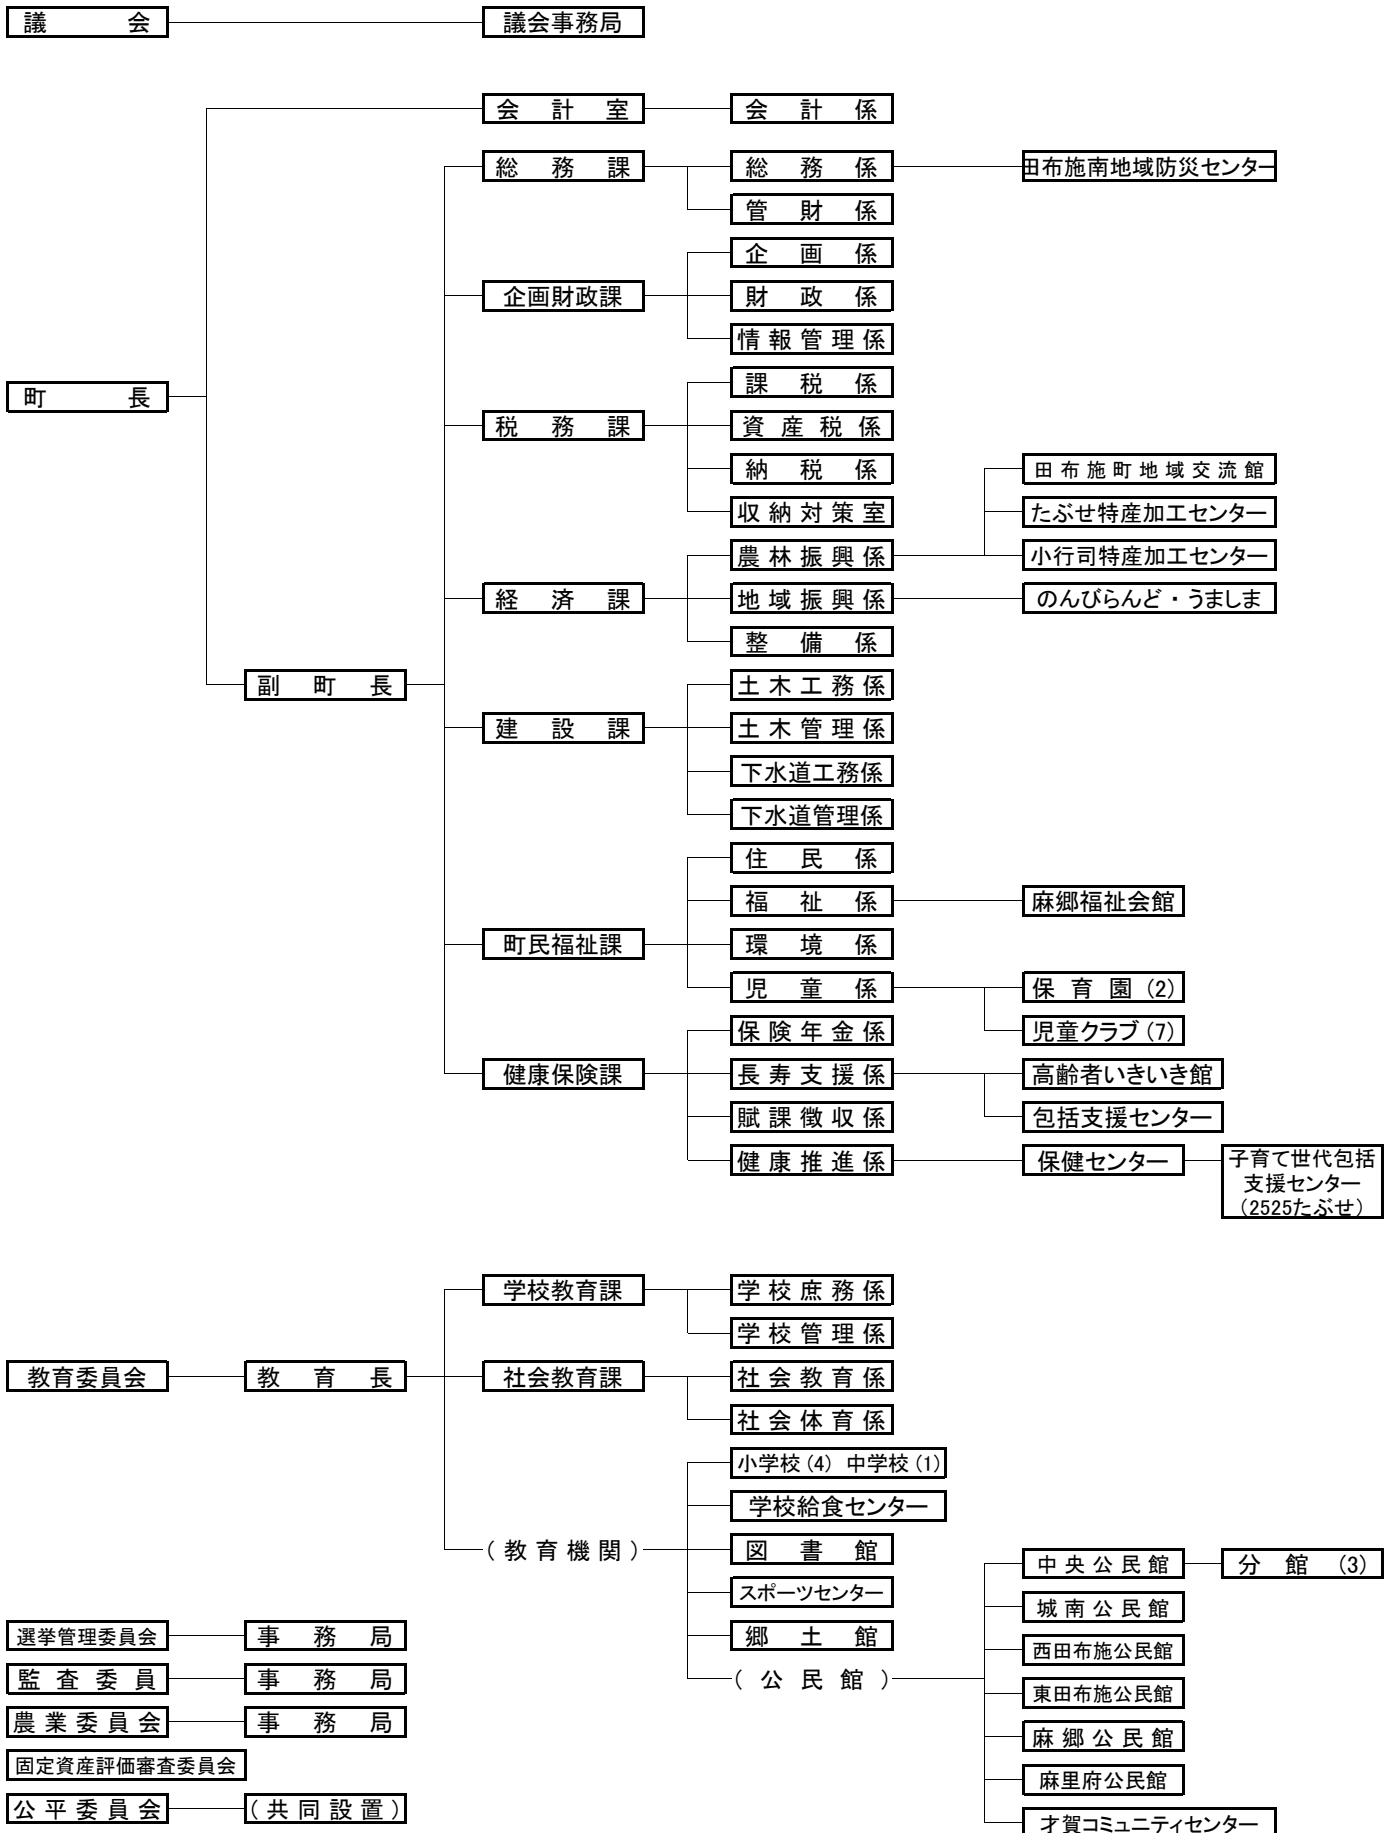 議会
議会事務局
会計室
会計係
総務課
総務係
田布施南地域防災センター
管財係
企画係
企画財政課
財政係
情報管理係
町長
課税係
税務課
資産税係
納税係
田布施町地域交流館
収納対策室
たぶせ特産加工センター
農林振興係
小行司特産加工センター
経済課
地域振興係
のんびらんど・うましま
整備係
副町長
土木工務係
建設課
土木管理係
下水道工務係
下水道管理係
住民係
福祉係
麻郷福祉会館
町民福祉課
環境係
児童係
保育園(2)
保険年金係
児童クラブ(7)
健康保険課
長寿支援係
高齢者いきいき館
賦課徴収係
包括支援センター
健康推進係
保健センター
子育て世代包括
支援センター
(2525たぶせ)
学校教育課
学校庶務係
学校管理係
教育委員会
教育長
社会教育課
社会教育係
社会体育係
小学校(4) 中学校(1)
学校給食センター
(教育機関)
図書館
中央公民館
分館 (3)
スポーツセンター
城南公民館
選挙管理委員会
事務局
郷土館
西田布施公民館
監査委員
事務局
(公民館)
東田布施公民館
農業委員会
事務局
麻郷公民館
固定資産評価審査委員会
麻里府公民館
公平委員会
(共同設置)
才賀コミュニティセンター